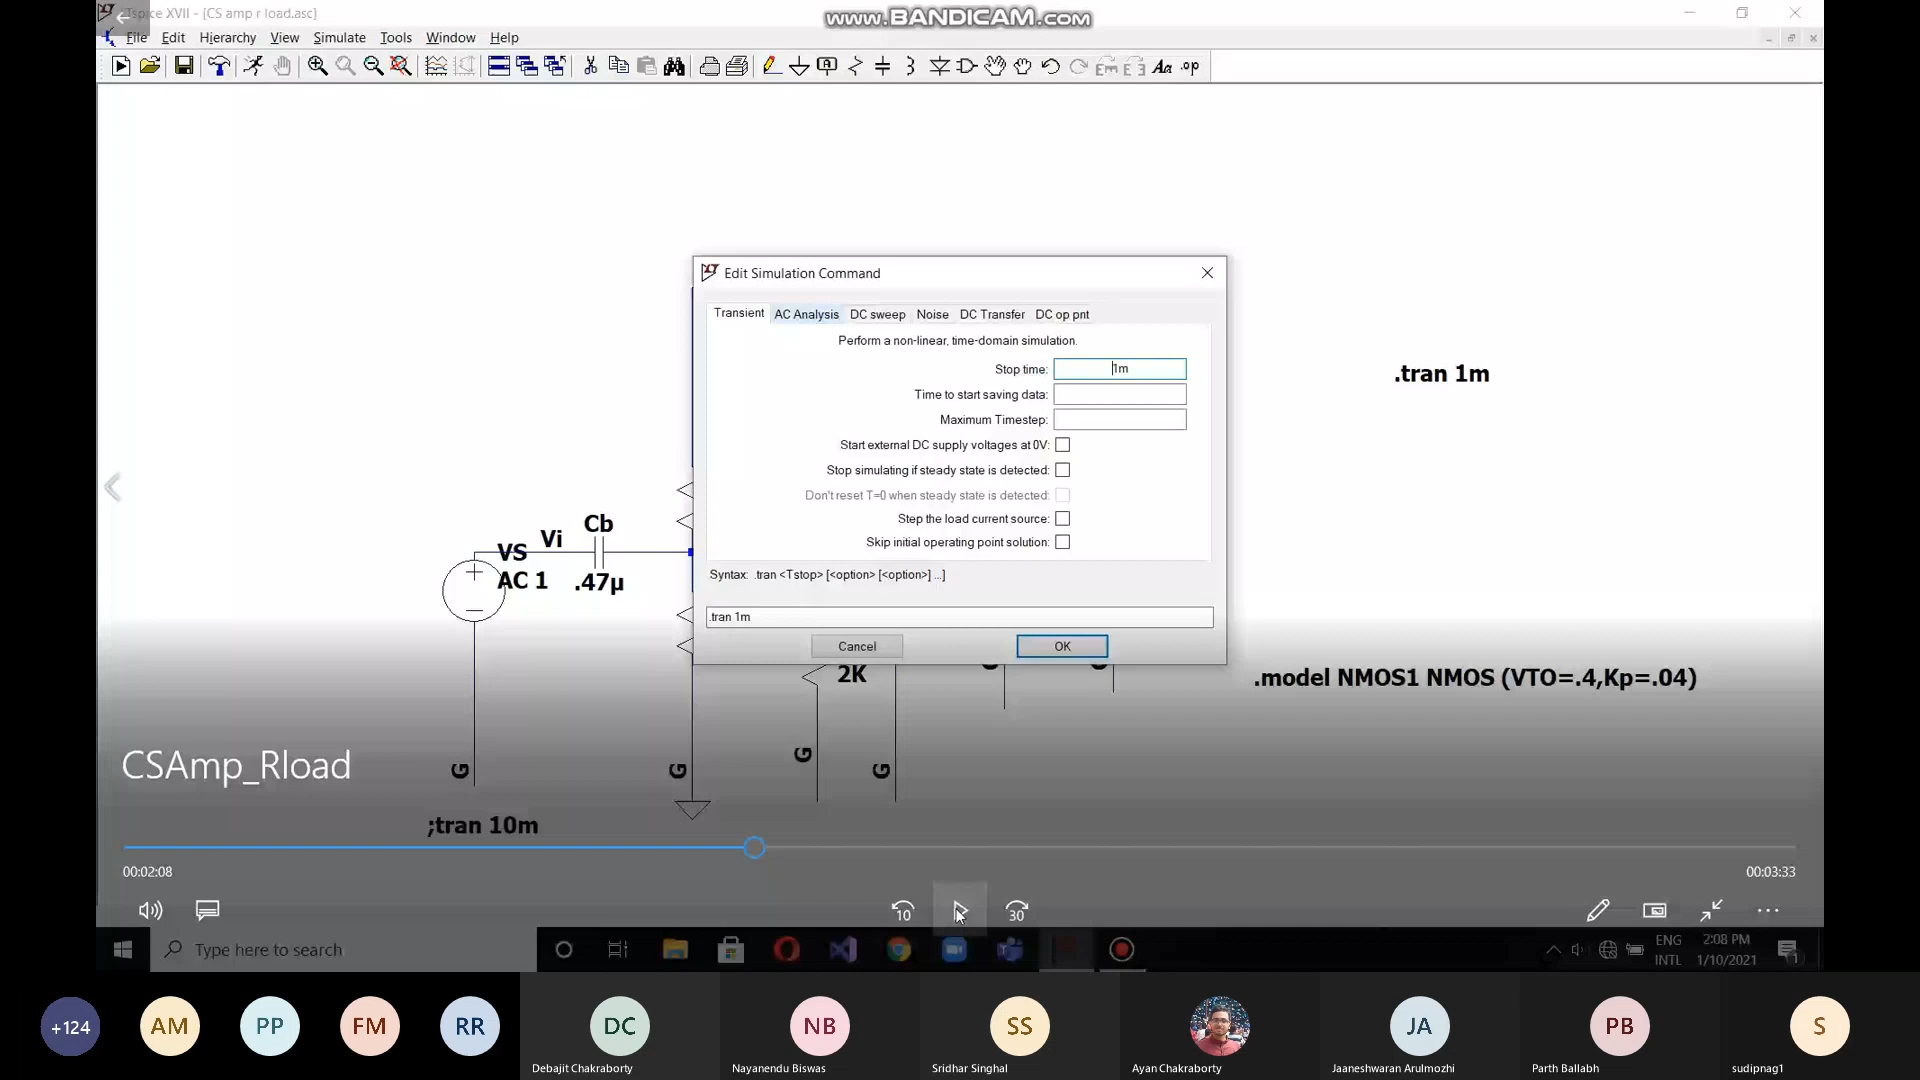 Tspice XVII - [CS amp r load.asc]
www.BANDICAM.com
File Edit Hierarchy View Simulate Tools Window Help
Aa .op
Edit Simulation Command
Transient AC Analysis DC sweep Noise DC Transfer DC op pnt
Perform a non-linear, time-domain simulation.
Stop time: 1m
.tran 1m
Time to start saving data:
Maximum Timestep:
Start external DC supply voltages at 0V:
Stop simulating if steady state is detected:
Don't reset T=0 when steady state is detected:
Step the load current source:
Skip initial operating point solution:
Syntax: .tran <Tstop> [<option> [<option>] ...]
.tran 1m
Cancel OK
Cb
Vi
VS
AC 1 .47µ
2K
.model NMOS1 NMOS (VTO=.4,Kp=.04)
G G G G
CSAmp_Rload
;tran 10m
00:02:08 00:03:33
10 30
Type here to search
ENG
INTL
2:08 PM
1/10/2021
+124 AM PP FM RR DC NB SS JA PB S
Debajit Chakraborty Nayanendu Biswas Sridhar Singhal Ayan Chakraborty Jaaneshwaran Arulmozhi Parth Ballabh sudipnag1